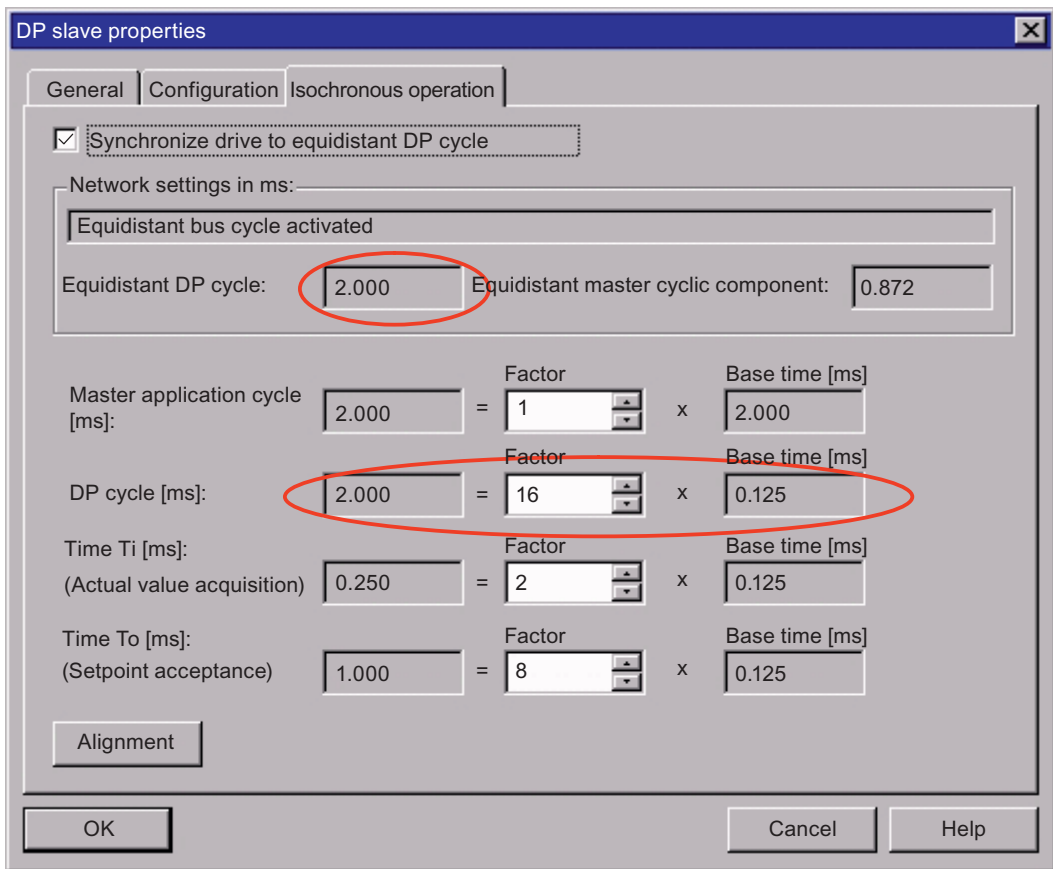 DP slave properties
General Configuration Isochronous operation
Synchronize drive to equidistant DP cycle
Network settings in ms:
Equidistant bus cycle activated
Equidistant DP cycle: 2.000 Equidistant master cyclic component: 0.872
Factor Base time [ms]
Master application cycle
[ms]: 2.000 = 1 x 2.000
Factor Base time [ms]
DP cycle [ms]: 2.000 = 16 x 0.125
Time Ti [ms]: Factor Base time [ms]
(Actual value acquisition) 0.250 = 2 x 0.125
Time To [ms]: Factor Base time [ms]
(Setpoint acceptance) 1.000 = 8 x 0.125
Alignment
OK Cancel Help